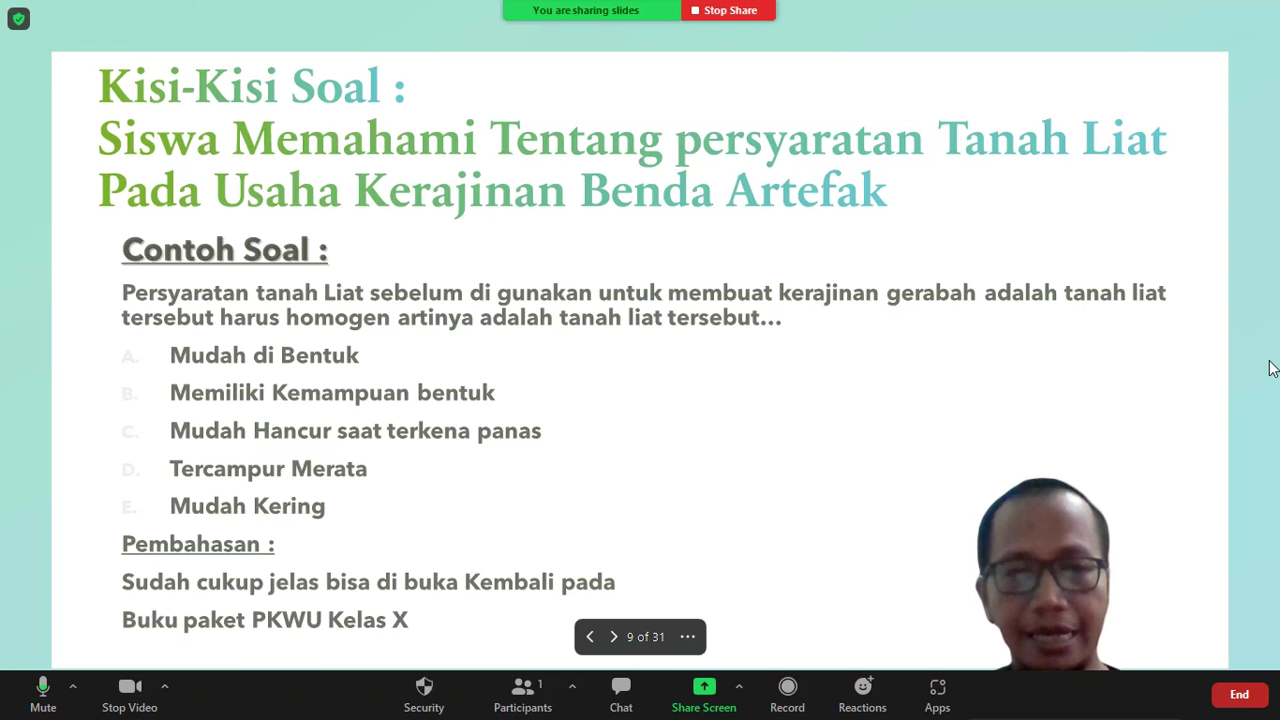 You are sharing slides
Stop Share
Kisi-Kisi Soal :
Siswa Memahami Tentang persyaratan Tanah Liat
Pada Usaha Kerajinan Benda Artefak
Contoh Soal :
Persyaratan tanah Liat sebelum di gunakan untuk membuat kerajinan gerabah adalah tanah liat
tersebut harus homogen artinya adalah tanah liat tersebut…
A. Mudah di Bentuk
B. Memiliki Kemampuan bentuk
C. Mudah Hancur saat terkena panas
D. Tercampur Merata
E. Mudah Kering
Pembahasan :
Sudah cukup jelas bisa di buka Kembali pada
Buku paket PKWU Kelas X
9 of 31
Mute
Stop Video
Security
Participants
1
Chat
Share Screen
Record
Reactions
Apps
End